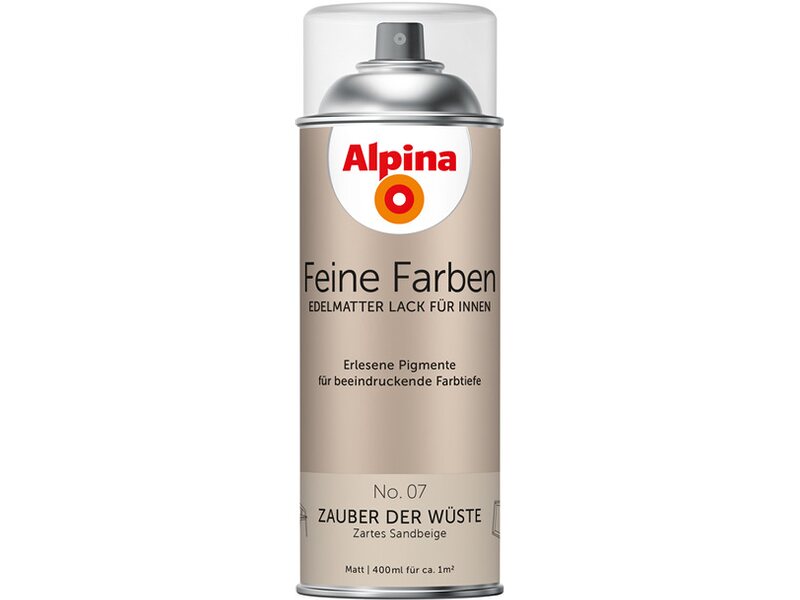 Alpina
Feine Farben
EDELMATTER LACK FÜR INNEN
Erlesene Pigmente
für beeindruckende Farbtiefe
No. 07
ZAUBER DER WÜSTE
Zartes Sandbeige
Matt | 400ml für ca. 1m²